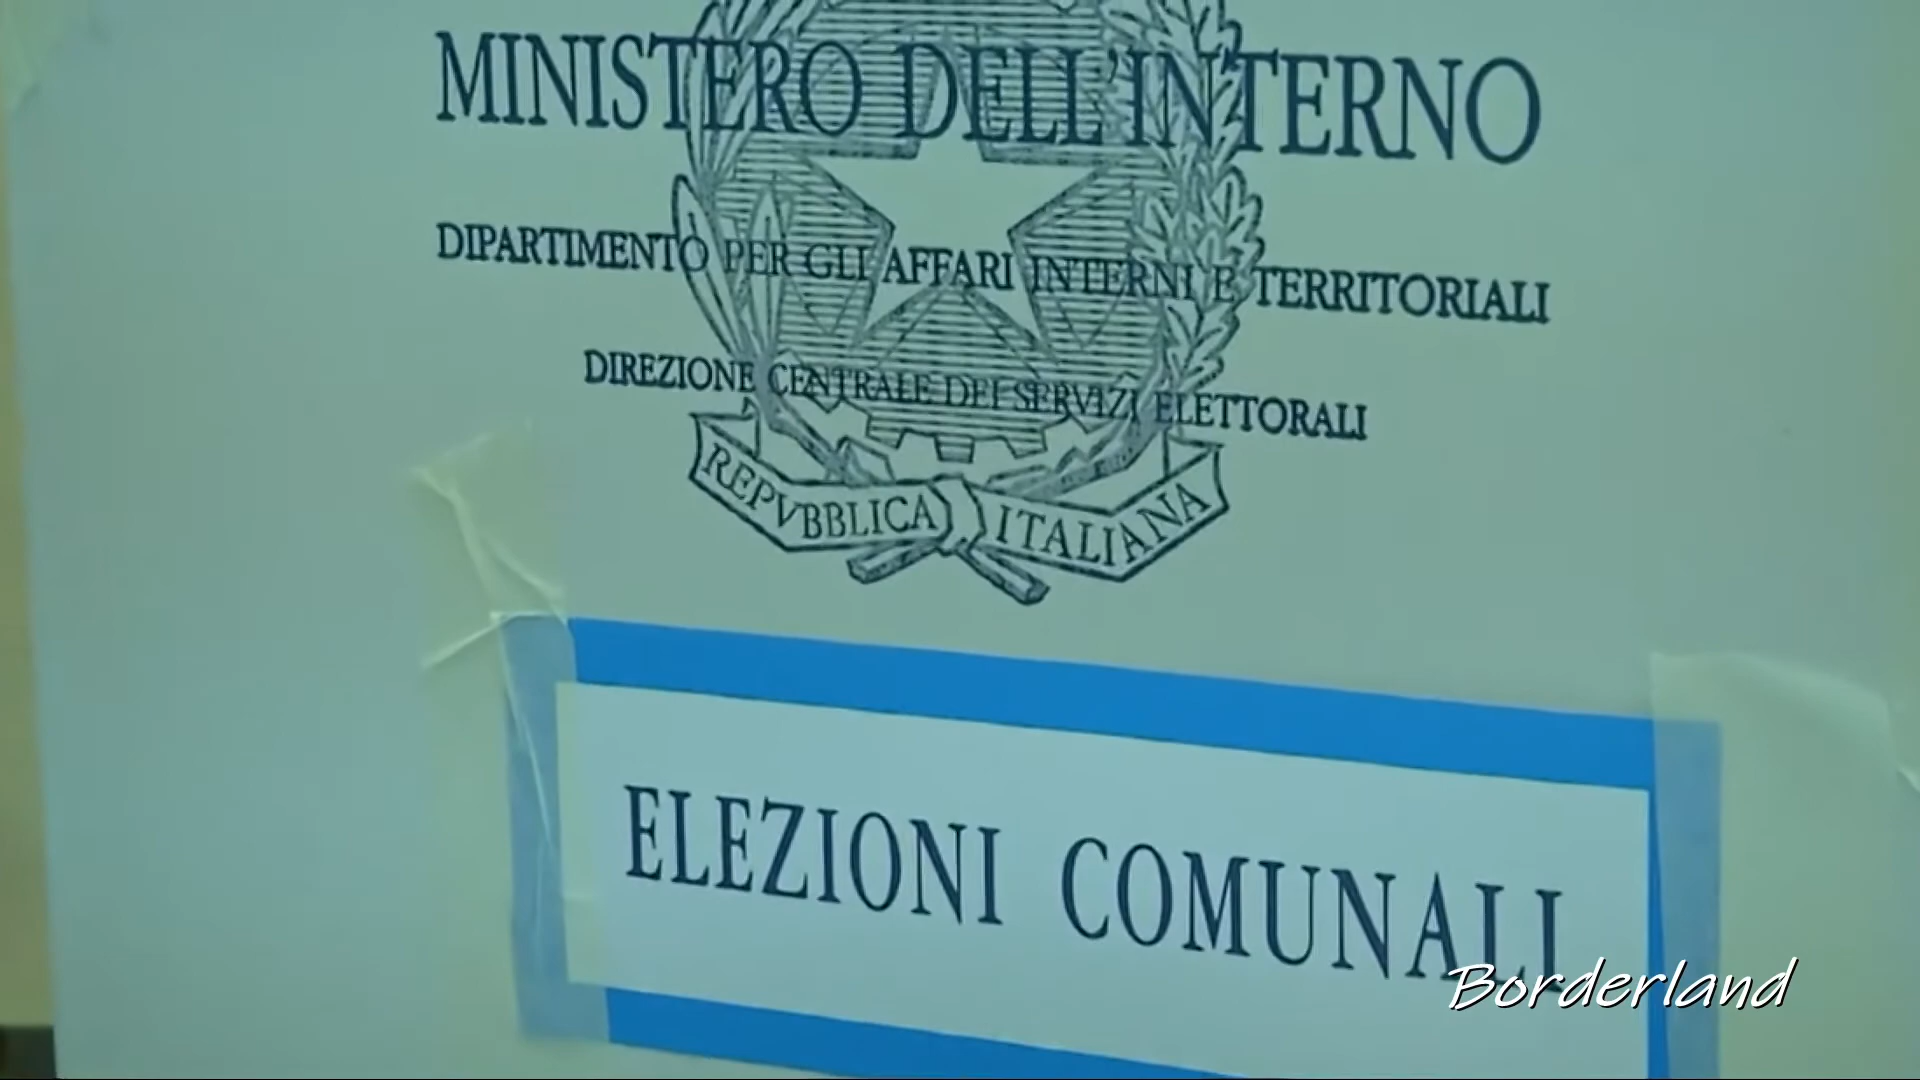 MINISTERO DELL'INTERNO
DIPARTIMENTO PER GLI AFFARI INTERNI E TERRITORIALI
DIREZIONE CENTRALE DEI SERVIZI ELETTORALI
REPVBBLICA ITALIANA
ELEZIONI COMUNALI
Borderland